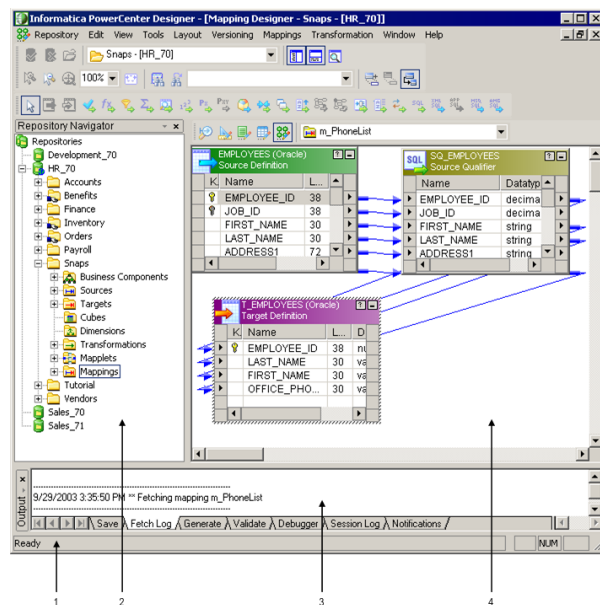 Informatica PowerCenter Designer - [Mapping Designer - Snaps - [HR_70]]
Repository Edit View Tools Layout Versioning Mappings Transformation Window Help
Snaps - [HR_70]
100%
Repository Navigator
m_PhoneList
Repositories
Development_70
HR_70
Accounts
Benefits
Finance
Inventory
Orders
Payroll
Snaps
Business Components
Sources
Targets
Cubes
Dimensions
Transformations
Mapplets
Mappings
Tutorial
Vendors
Sales_70
Sales_71
EMPLOYEES (Oracle)
Source Definition
K Name L...
EMPLOYEE_ID 38
JOB_ID 38
FIRST_NAME 30
LAST_NAME 30
ADDRESS1 72
SQL SQ_EMPLOYEES
Source Qualifier
Name Datatyp
EMPLOYEE_ID decima
JOB_ID decima
FIRST_NAME string
LAST_NAME string
ADDRESS1 string
T_EMPLOYEES (Oracle)
Target Definition
K Name L... D
EMPLOYEE_ID 38 nu
LAST_NAME 30 va
FIRST_NAME 30 va
OFFICE_PHO... 30 va
Output
9/29/2003 3:35:50 PM ** Fetching mapping m_PhoneList
Save Fetch Log Generate Validate Debugger Session Log Notifications
Ready NUM
1 2 3 4